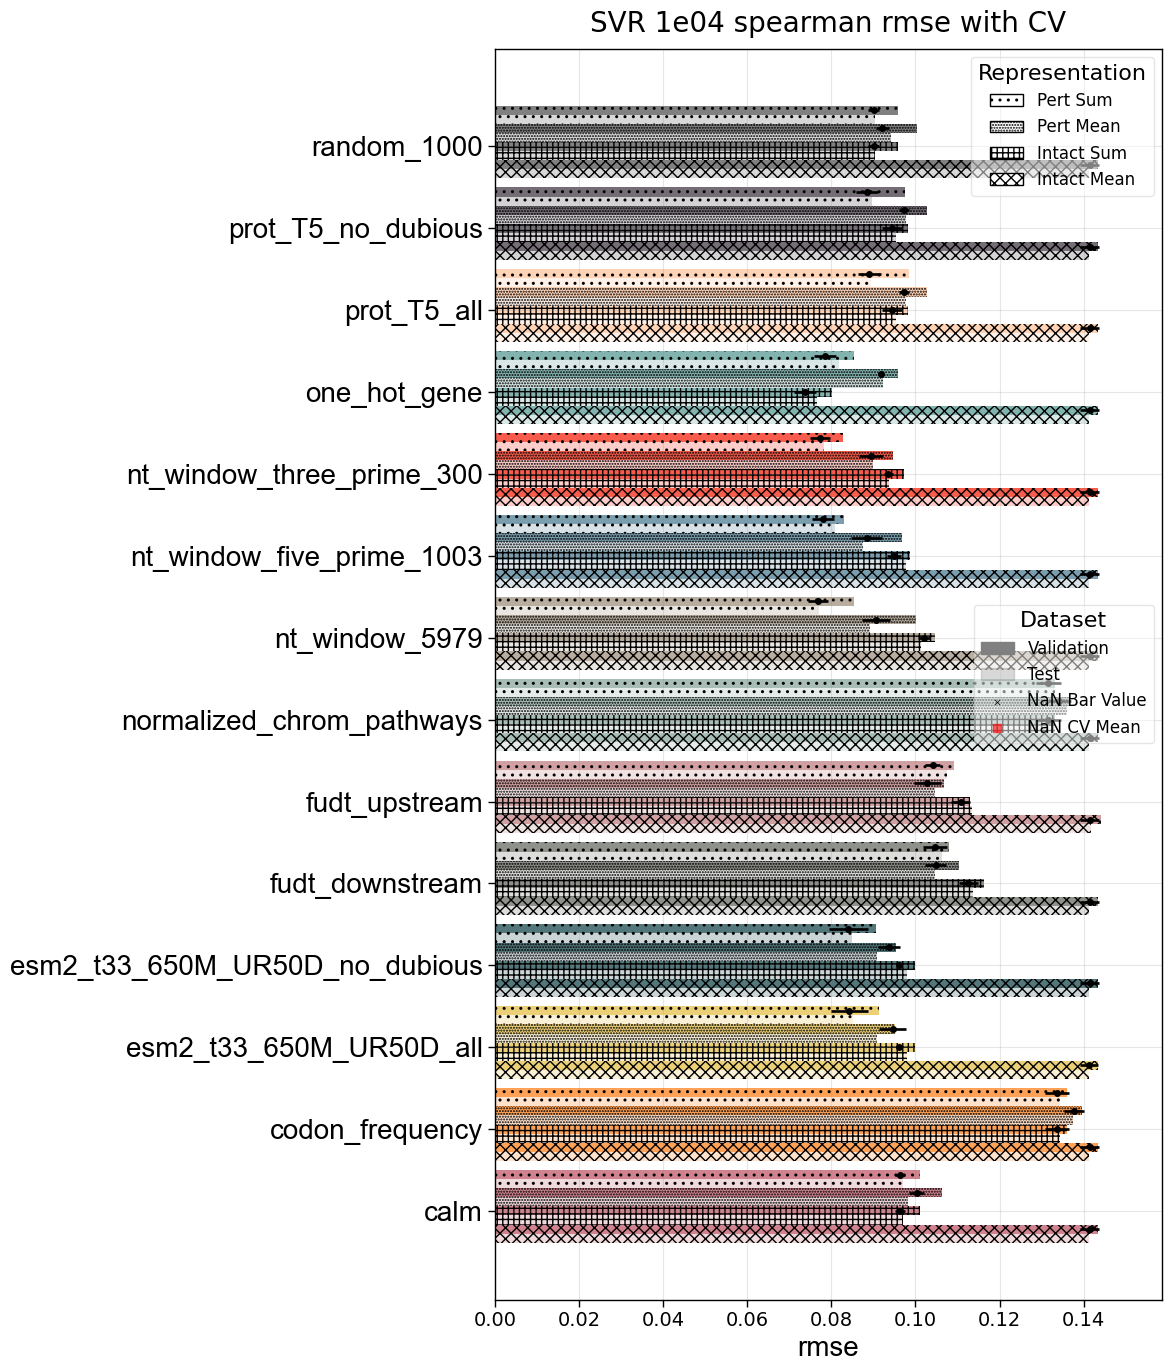 SVR 1e04 spearman rmse with CV
Representation
Pert Sum
Pert Mean
Intact Sum
Intact Mean
random_1000
prot_T5_no_dubious
prot_T5_all
one_hot_gene
nt_window_three_prime_300
nt_window_five_prime_1003
nt_window_5979
Dataset
Validation
Test
NaN Bar Value
NaN CV Mean
normalized_chrom_pathways
fudt_upstream
fudt_downstream
esm2_t33_650M_UR50D_no_dubious
esm2_t33_650M_UR50D_all
codon_frequency
calm
0.00 0.02 0.04 0.06 0.08 0.10 0.12 0.14
rmse